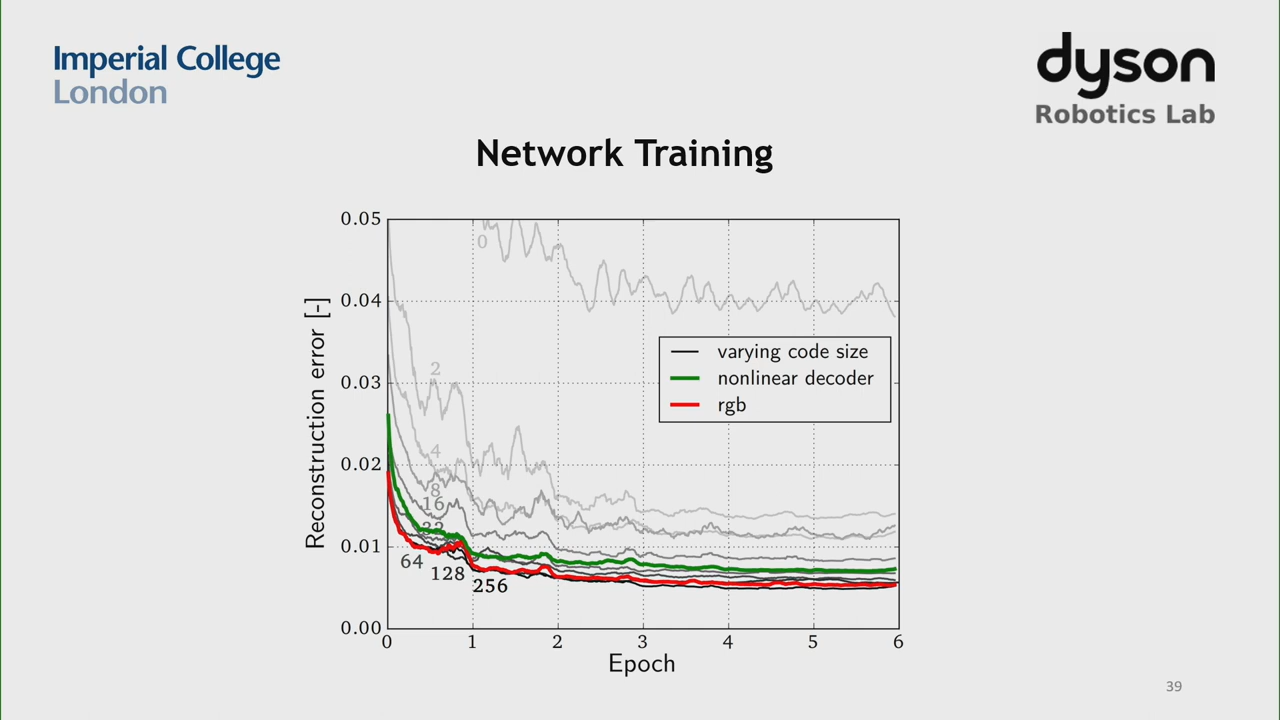 Imperial College
London
dyson
Robotics Lab
Network Training
Reconstruction error [-]
0.05
0.04
0.03
0.02
0.01
0.00
0
2
4
8
16
32
64
128
256
varying code size
nonlinear decoder
rgb
0 1 2 3 4 5 6
Epoch
39